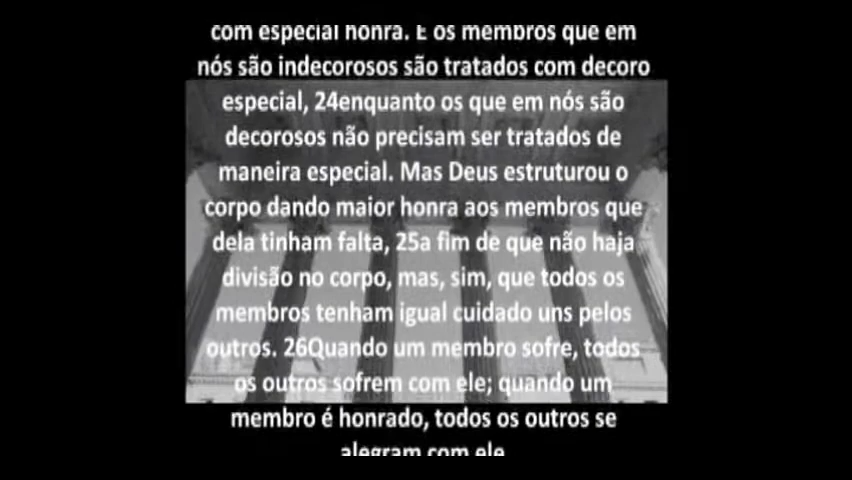 com especial honra. E os membros que em
nós são indecorosos são tratados com decoro
especial, 24enquanto os que em nós são
decorosos não precisam ser tratados de
maneira especial. Mas Deus estruturou o
corpo dando maior honra aos membros que
dela tinham falta, 25a fim de que não haja
divisão no corpo, mas, sim, que todos os
membros tenham igual cuidado uns pelos
outros. 26Quando um membro sofre, todos
os outros sofrem com ele; quando um
membro é honrado, todos os outros se
alegram com ele